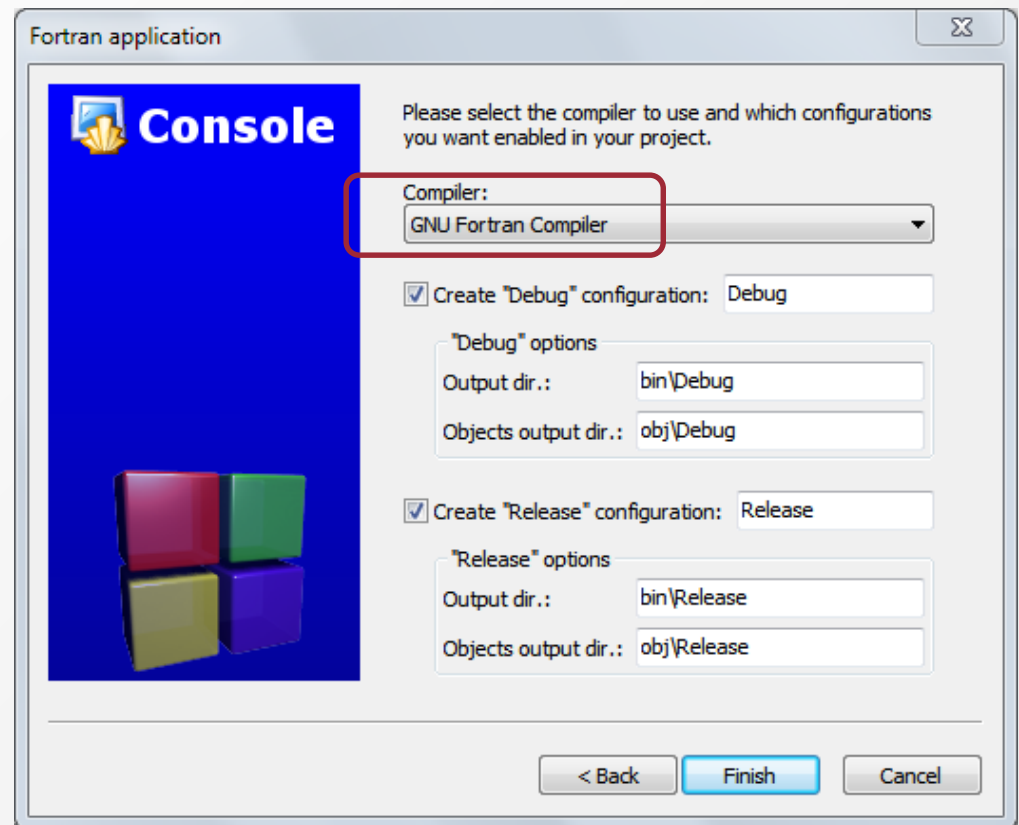 Fortran application
Console
Please select the compiler to use and which configurations
you want enabled in your project.
Compiler:
GNU Fortran Compiler
Create "Debug" configuration: Debug
"Debug" options
Output dir.: bin\Debug
Objects output dir.: obj\Debug
Create "Release" configuration: Release
"Release" options
Output dir.: bin\Release
Objects output dir.: obj\Release
< Back Finish Cancel